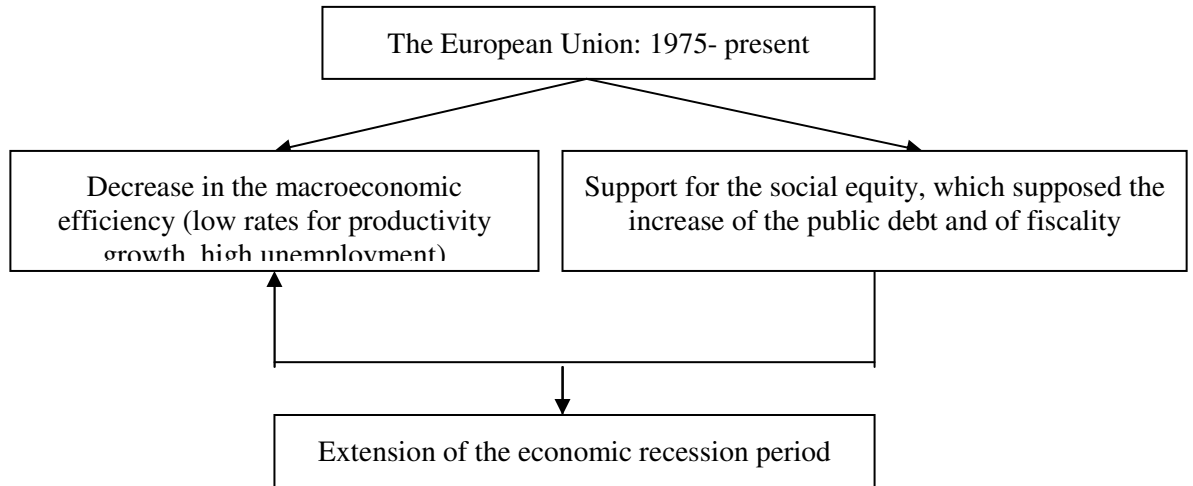 The European Union: 1975- present
Decrease in the macroeconomic
efficiency (low rates for productivity
growth, high unemployment)
Support for the social equity, which supposed the
increase of the public debt and of fiscality
Extension of the economic recession period